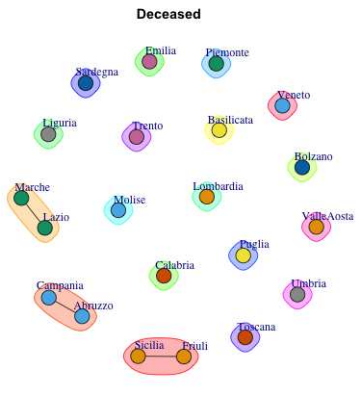 Deceased
Emilia
Piemonte
Sardegna
Veneto
Liguria
Trento
Basilicata
Bolzano
Marche
Lombardia
Molise
Lazio
ValleAosta
Puglia
Calabria
Campania
Umbria
Abruzzo
Toscana
Sicilia
Friuli